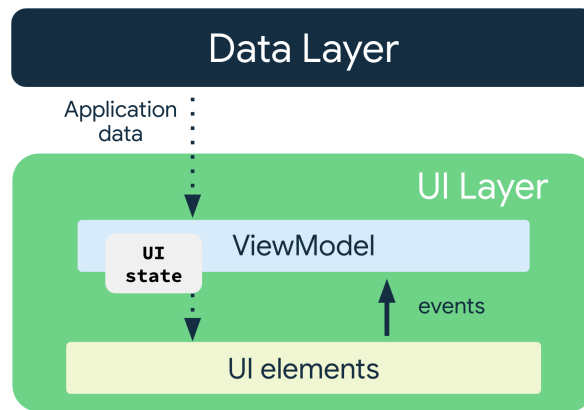 Data Layer
Application
data
UI Layer
ViewModel
UI
state
events
UI elements